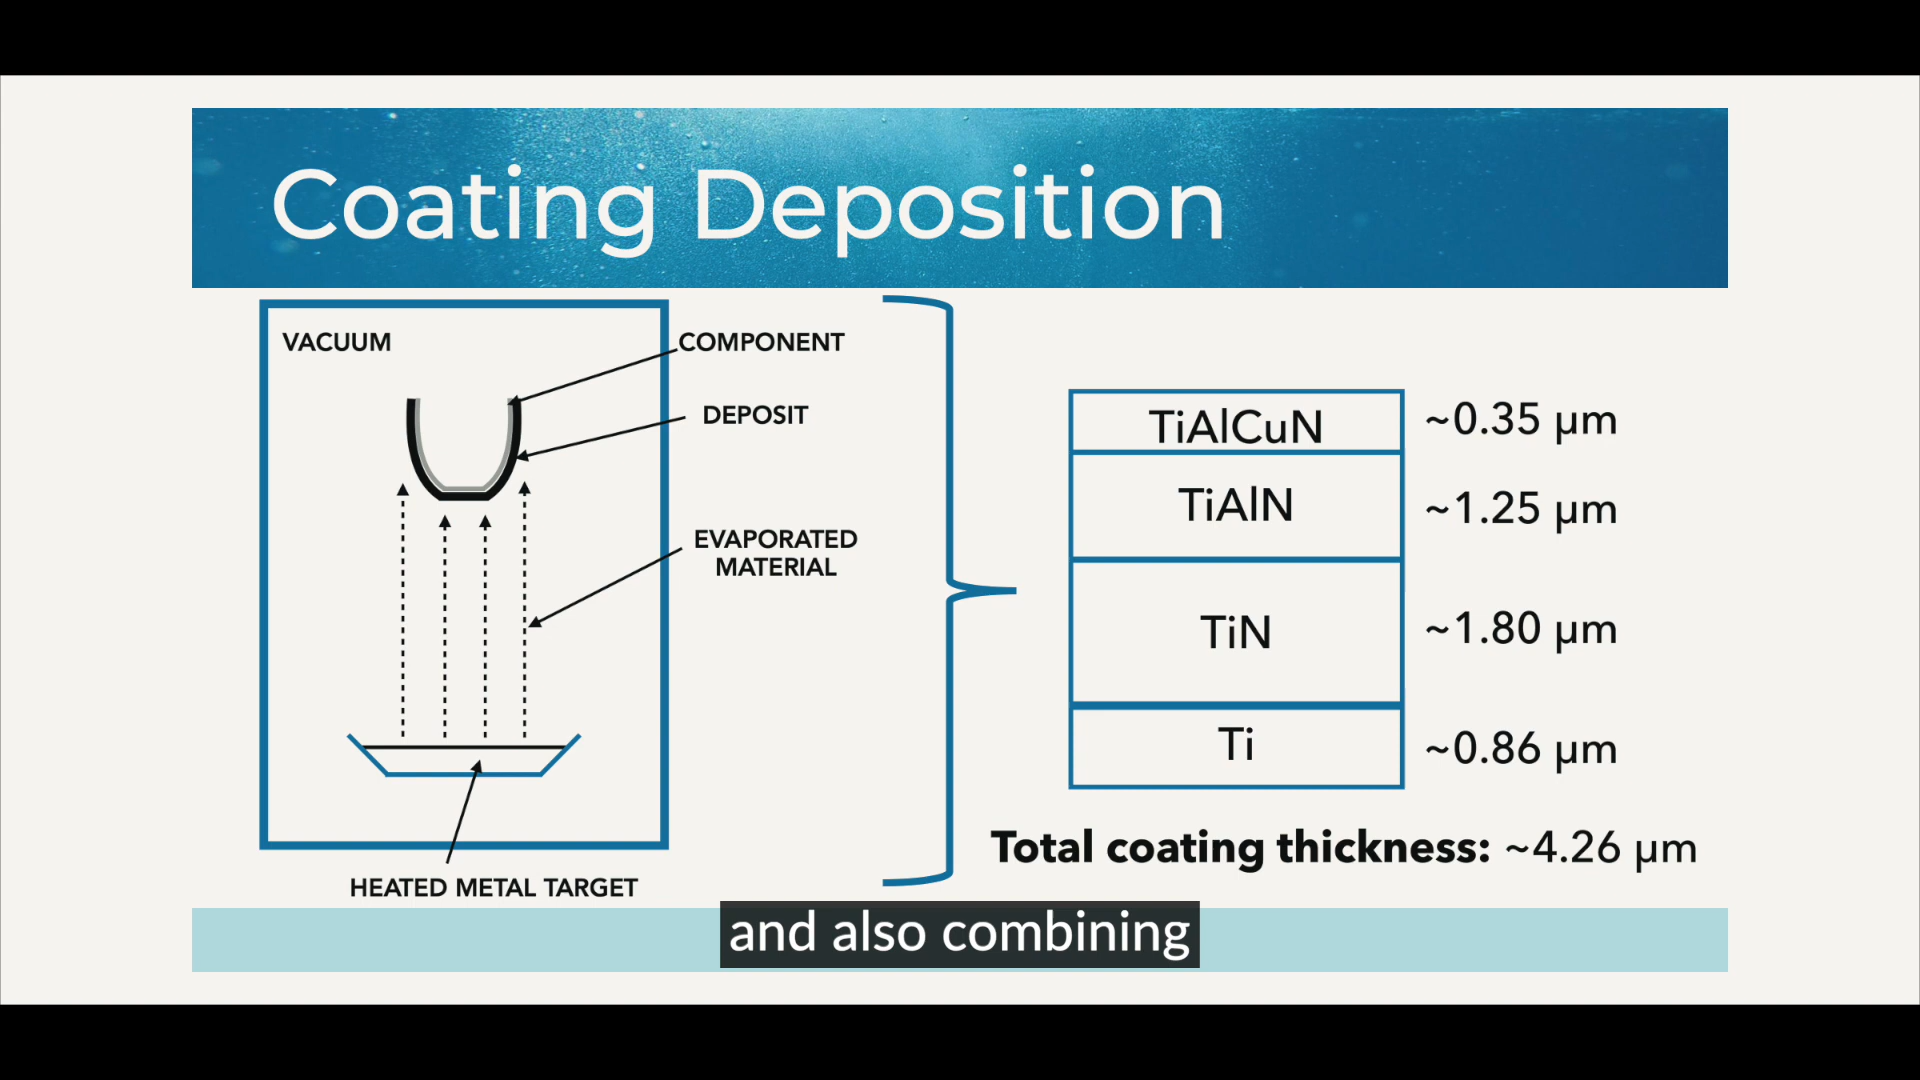 Coating Deposition
VACUUM
COMPONENT
DEPOSIT
EVAPORATED
MATERIAL
HEATED METAL TARGET
TiAlCuN ~0.35 µm
TiAlN ~1.25 µm
TiN ~1.80 µm
Ti ~0.86 µm
Total coating thickness: ~4.26 µm
and also combining